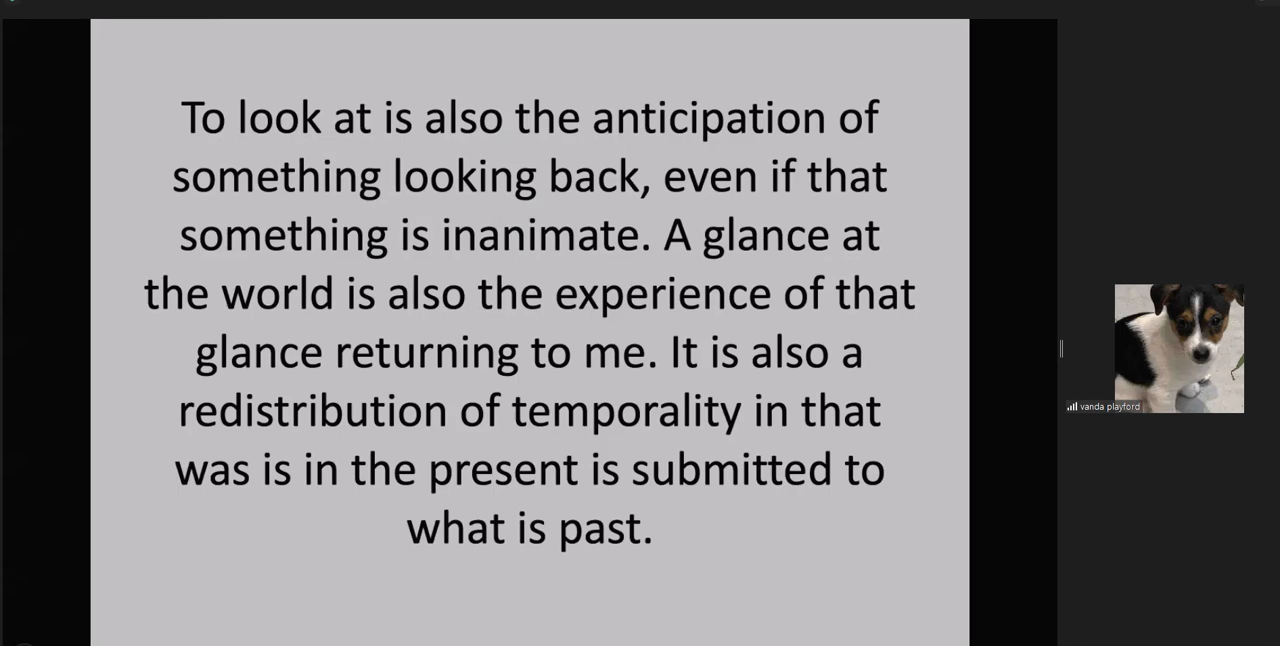 To look at is also the anticipation of
something looking back, even if that
something is inanimate. A glance at
the world is also the experience of that
glance returning to me. It is also a
redistribution of temporality in that
was is in the present is submitted to
what is past.
vanda playford